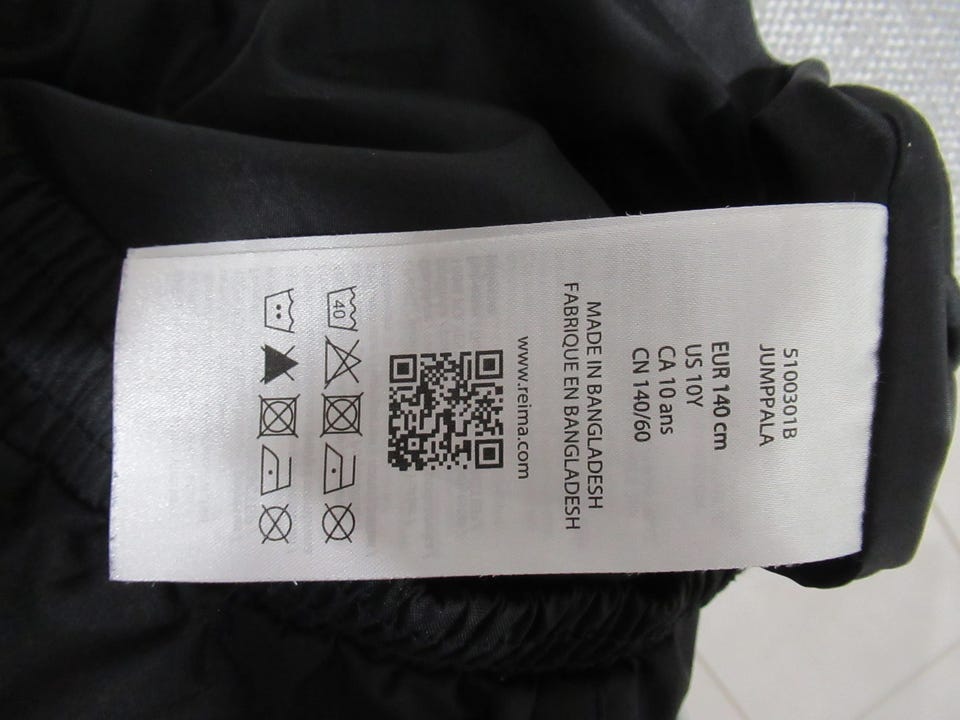 5100301B
JUMPPALA
EUR 140 cm
US 10Y
CA 10 ans
CN 140/60
MADE IN BANGLADESH
FABRIQUE EN BANGLADESH
www.reima.com
40